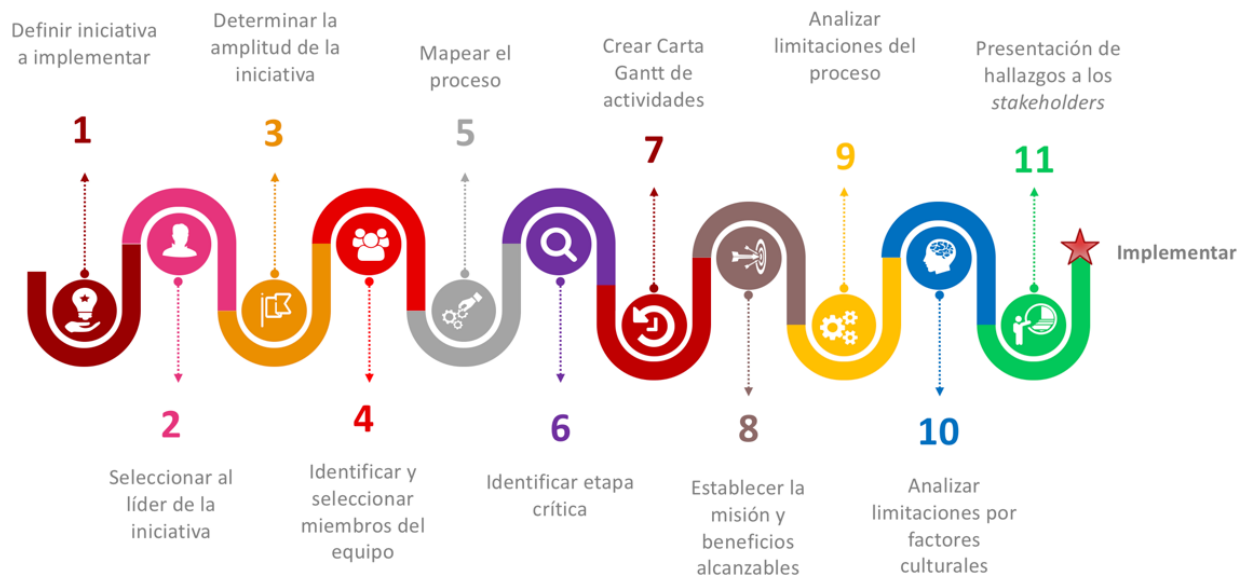 Definir iniciativa
a implementar
1
2
Seleccionar al
líder de la
iniciativa
Determinar la
amplitud de la
iniciativa
3
4
Identificar y
seleccionar
miembros del
equipo
Mapear el
proceso
5
6
Identificar etapa
crítica
Crear Carta
Gantt de
actividades
7
8
Establecer la
misión y
beneficios
alcanzables
Analizar
limitaciones del
proceso
9
10
Analizar
limitaciones por
factores
culturales
Presentación de
hallazgos a los
stakeholders
11
Implementar